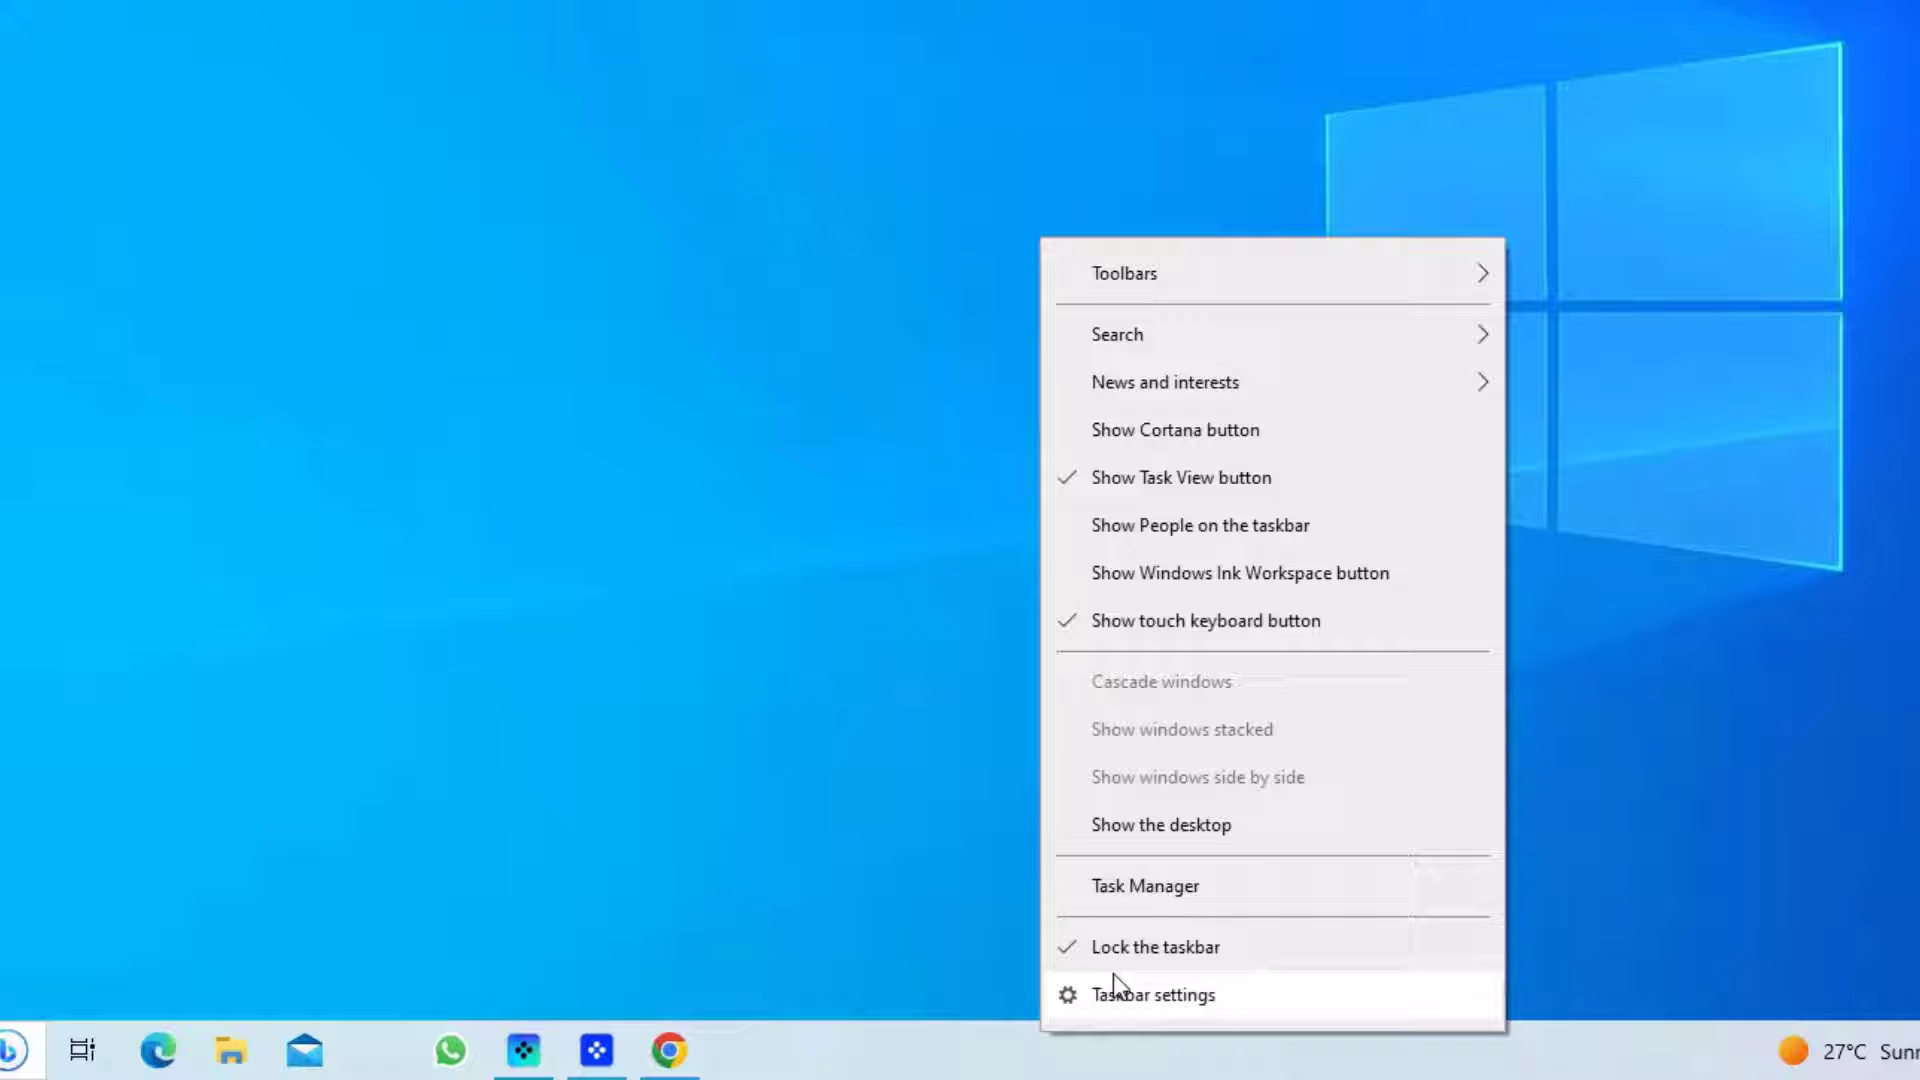 Toolbars
Search
News and interests
Show Cortana button
Show Task View button
Show People on the taskbar
Show Windows Ink Workspace button
Show touch keyboard button
Cascade windows
Show windows stacked
Show windows side by side
Show the desktop
Task Manager
Lock the taskbar
Taskbar settings
27°C Sunn